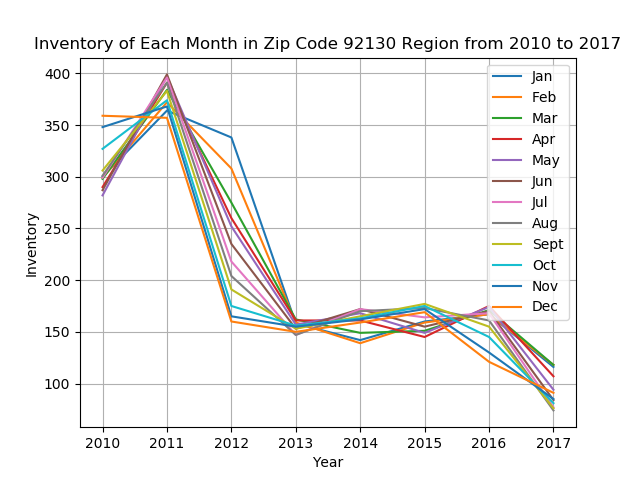 Inventory of Each Month in Zip Code 92130 Region from 2010 to 2017
400
350
300
250
200
150
100
Inventory
2010 2011 2012 2013 2014 2015 2016 2017
Year
Jan
Feb
Mar
Apr
May
Jun
Jul
Aug
Sept
Oct
Nov
Dec